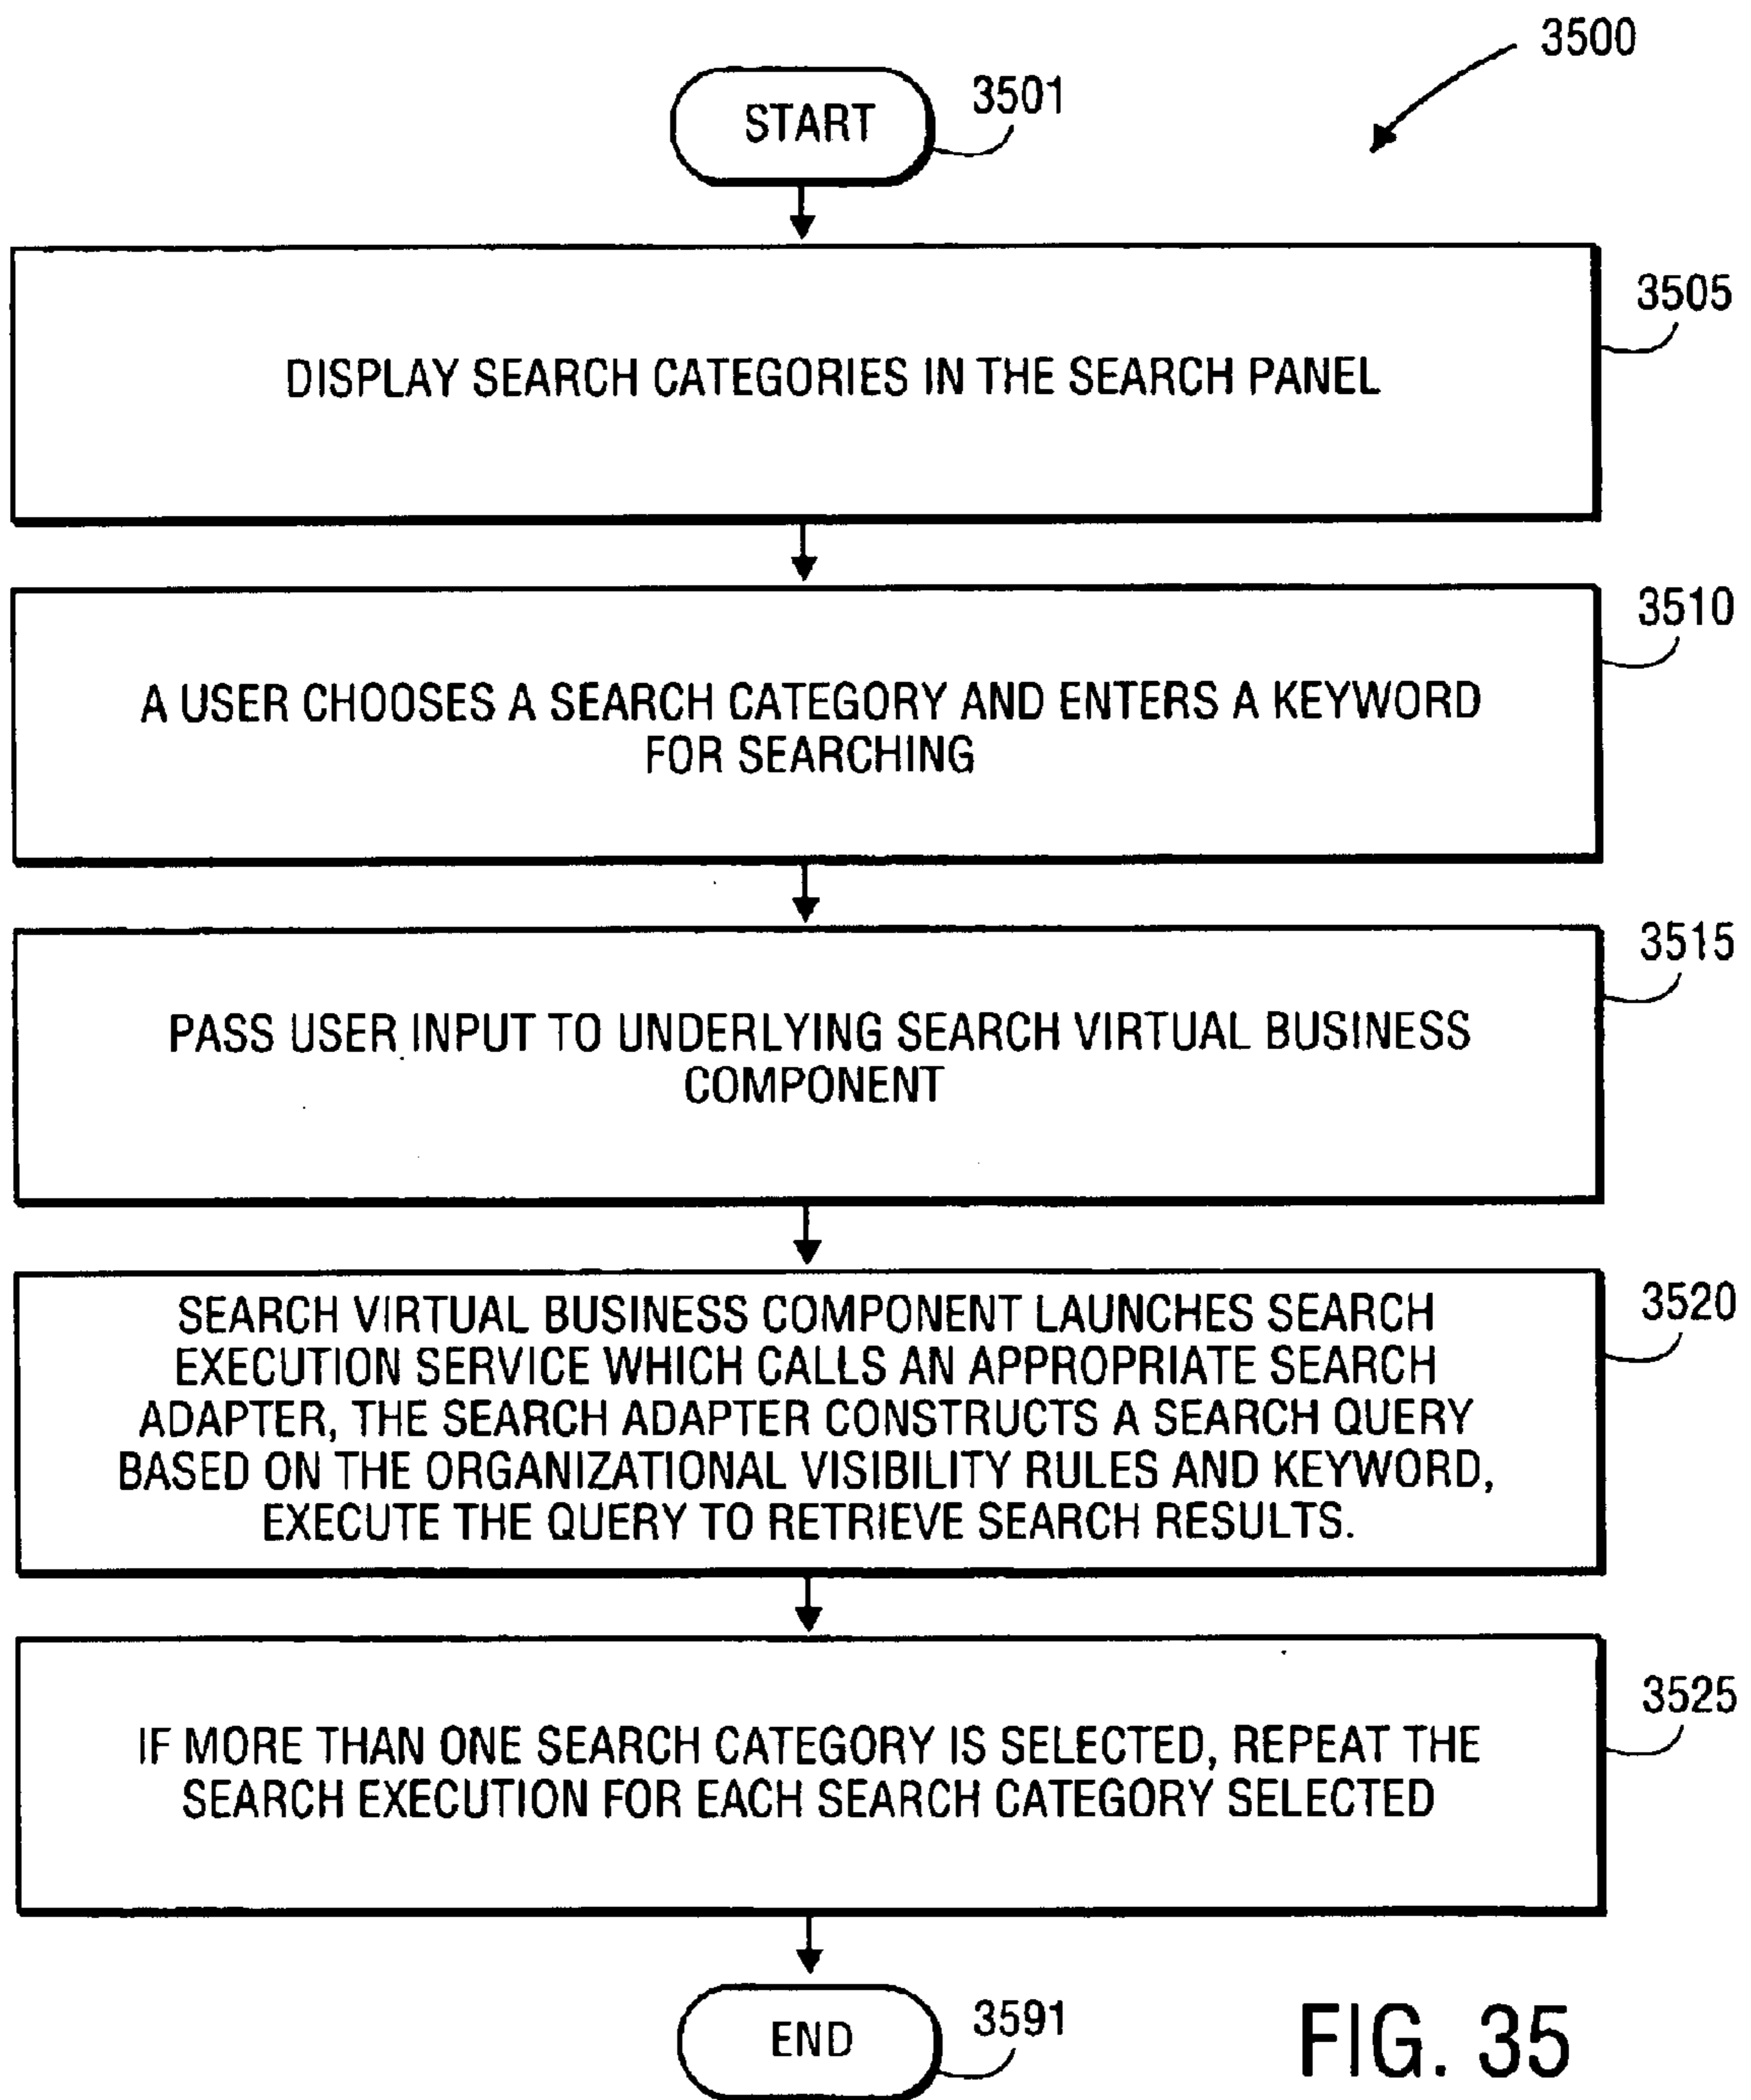 3500
START
3501
3505
DISPLAY SEARCH CATEGORIES IN THE SEARCH PANEL
3510
A USER CHOOSES A SEARCH CATEGORY AND ENTERS A KEYWORD
FOR SEARCHING
3515
PASS USER INPUT TO UNDERLYING SEARCH VIRTUAL BUSINESS
COMPONENT
3520
SEARCH VIRTUAL BUSINESS COMPONENT LAUNCHES SEARCH
EXECUTION SERVICE WHICH CALLS AN APPROPRIATE SEARCH
ADAPTER, THE SEARCH ADAPTER CONSTRUCTS A SEARCH QUERY
BASED ON THE ORGANIZATIONAL VISIBILITY RULES AND KEYWORD,
EXECUTE THE QUERY TO RETRIEVE SEARCH RESULTS.
3525
IF MORE THAN ONE SEARCH CATEGORY IS SELECTED, REPEAT THE
SEARCH EXECUTION FOR EACH SEARCH CATEGORY SELECTED
END
3591
FIG. 35